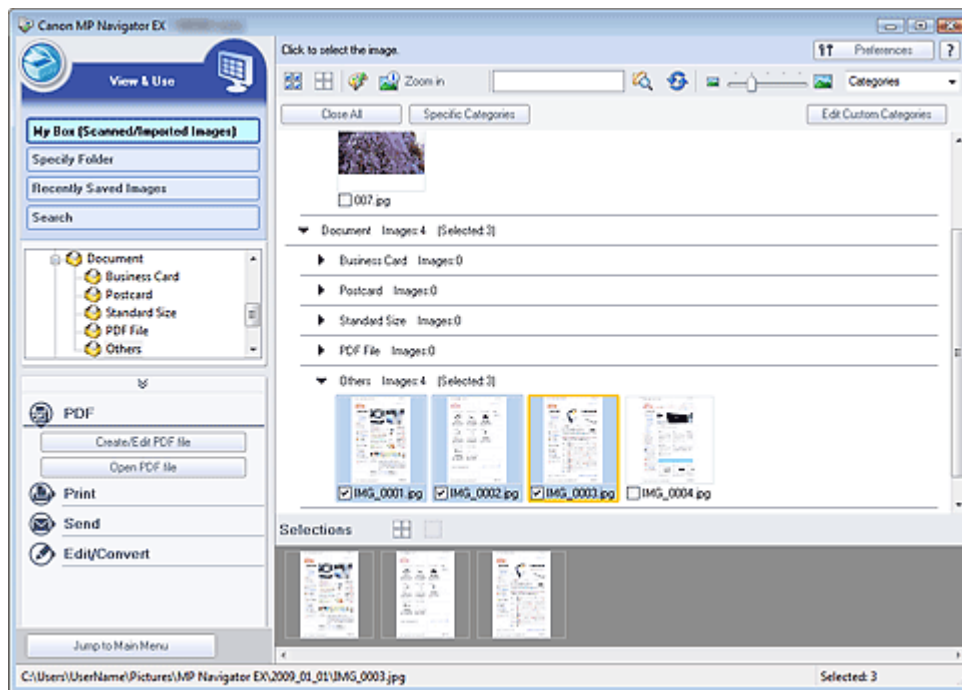 Canon MP Navigator EX
View & Use
My Box (Scanned/Imported Images)
Specify Folder
Recently Saved Images
Search
Document
Business Card
Postcard
Standard Size
PDF File
Others
PDF
Create/Edit PDF file
Open PDF file
Print
Send
Edit/Convert
Jump to Main Menu
Click to select the image.
Preferences
?
Zoom in
Categories
Close All
Specific Categories
Edit Custom Categories
007.jpg
Document Images:4 (Selected:3)
Business Card Images:0
Postcard Images:0
Standard Size Images:0
PDF File Images:0
Others Images:4 (Selected:3)
IMG_0001.jpg IMG_0002.jpg IMG_0003.jpg IMG_0004.jpg
Selections
C:\Users\UserName\Pictures\MP Navigator EX\2009_01_01\IMG_0003.jpg
Selected: 3